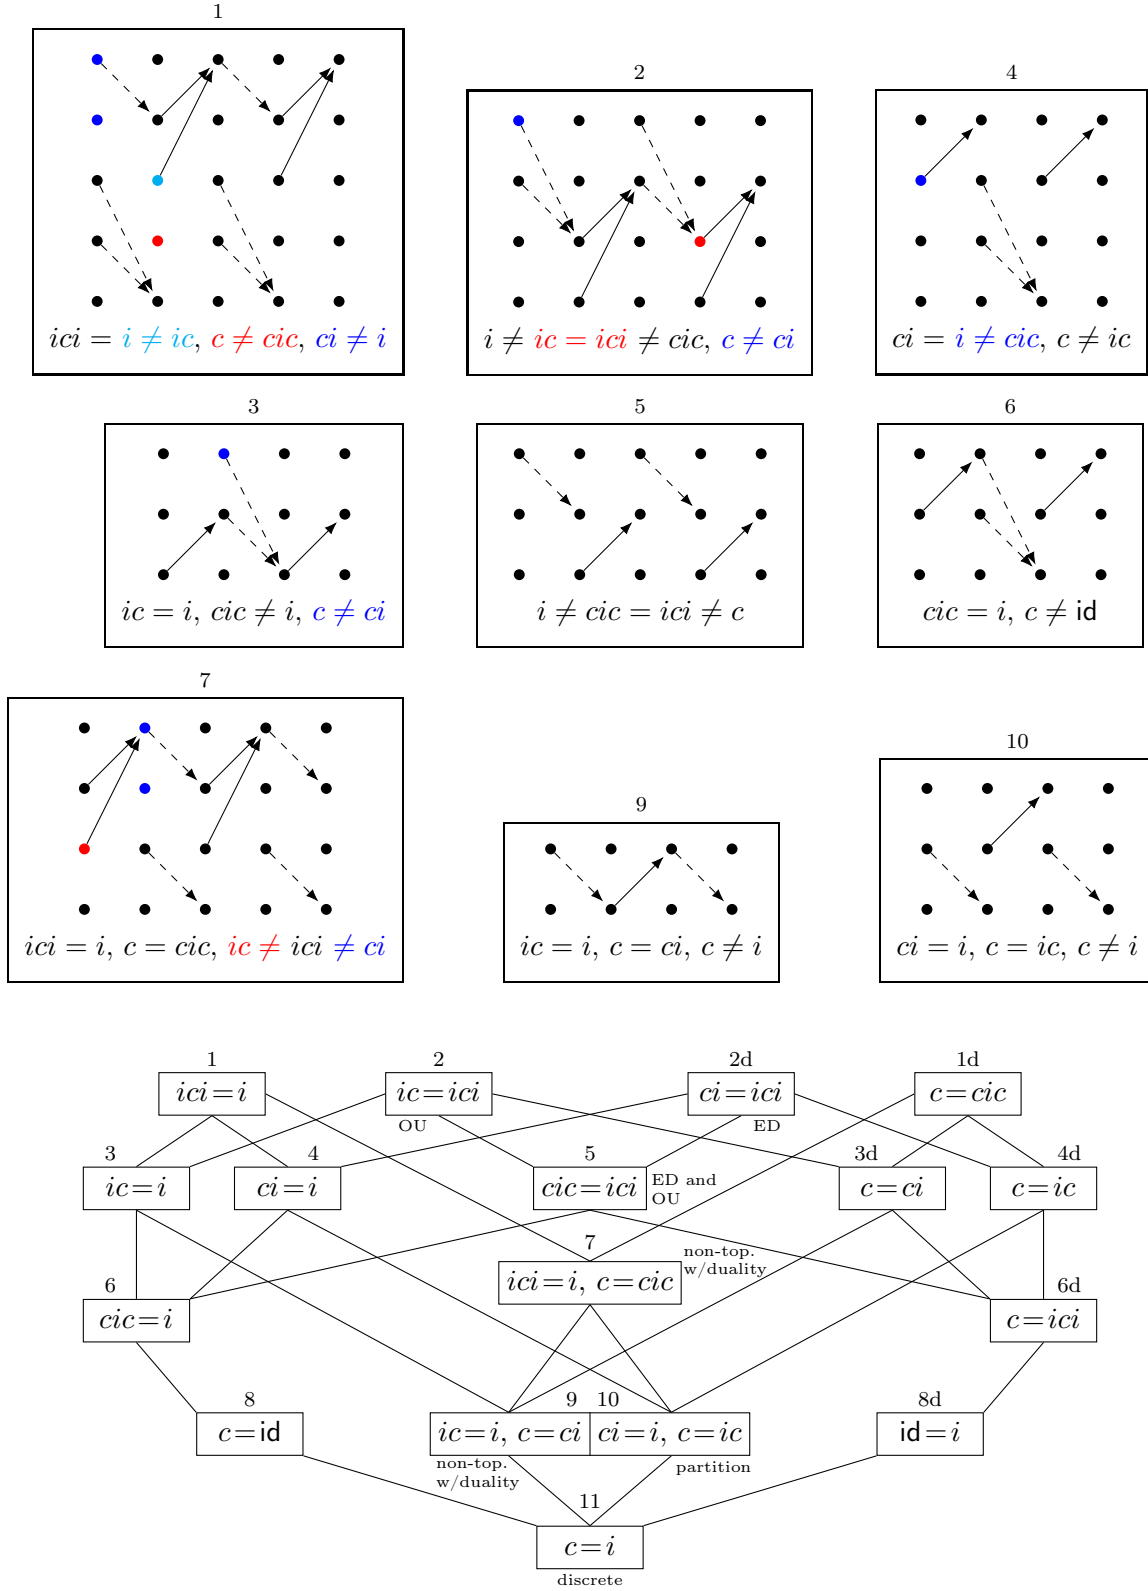 1
2
4
ici = i ≠ ic, c ≠ cic, ci ≠ i
i ≠ ic = ici ≠ cic, c ≠ ci
ci = i ≠ cic, c ≠ ic
3
5
6
ic = i, cic ≠ i, c ≠ ci
i ≠ cic = ici ≠ c
cic = i, c ≠ id
7
9
10
ici = i, c = cic, ic ≠ ici ≠ ci
ic = i, c = ci, c ≠ i
ci = i, c = ic, c ≠ i
1
2
2d
1d
ici = i
ic = ici
ci = ici
c = cic
OU
ED
3
4
5
3d
4d
ic = i
ci = i
cic = ici
ED and
OU
c = ci
c = ic
7
non-top.
w/duality
ici = i, c = cic
6
6d
cic = i
c = ici
8
9
10
8d
c = id
ic = i, c = ci
ci = i, c = ic
id = i
non-top.
w/duality
partition
11
c = i
discrete